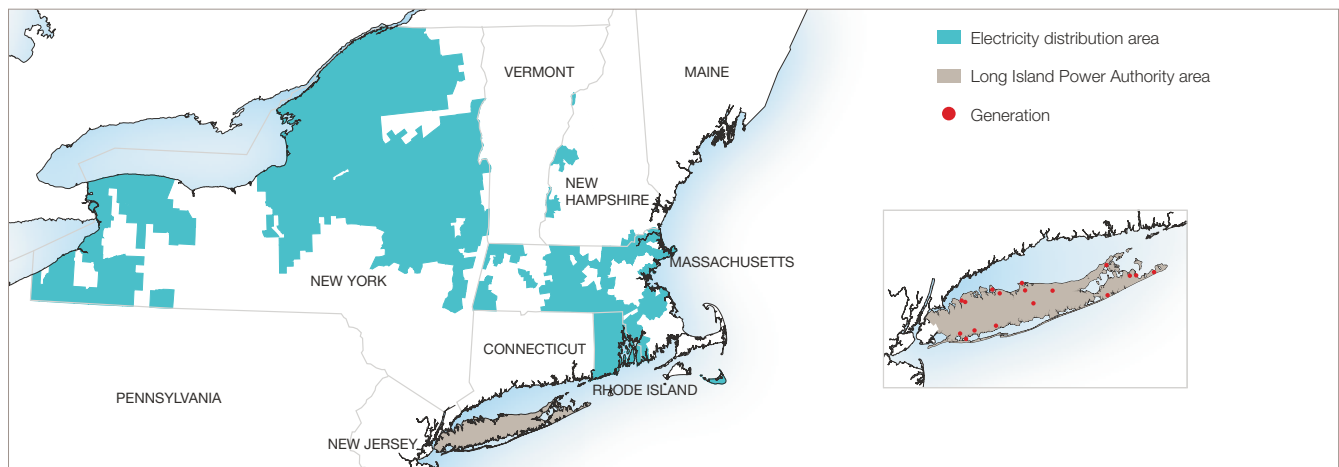 VERMONT
MAINE
NEW
HAMPSHIRE
MASSACHUSETTS
NEW YORK
CONNECTICUT
RHODE ISLAND
PENNSYLVANIA
NEW JERSEY
Electricity distribution area
Long Island Power Authority area
Generation